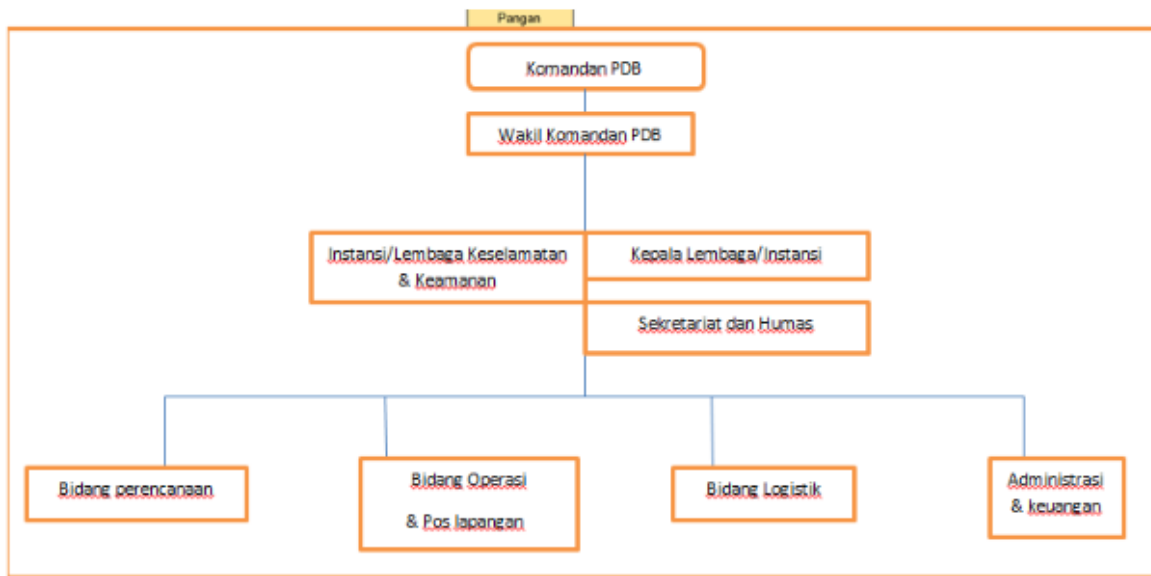 Pangan
Komandan PDB
Wakil Komandan PDB
Instansi/Lembaga Keselamatan
& Keamanan
Kepala Lembaga/Instansi
Sekretariat dan Humas
Bidang perencanaan
Bidang Operasi
& Pos lapangan
Bidang Logistik
Administrasi
& keuangan